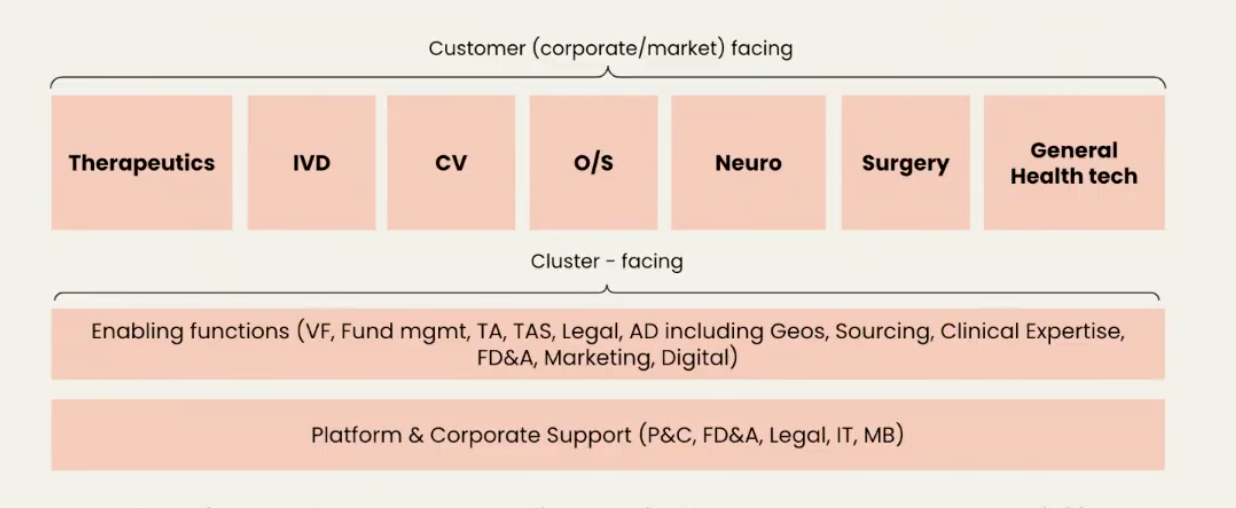 Customer (corporate/market) facing
Therapeutics
IVD
CV
O/S
Neuro
Surgery
General
Health tech
Cluster - facing
Enabling functions (VF, Fund mgmt, TA, TAS, Legal, AD including Geos, Sourcing, Clinical Expertise,
FD&A, Marketing, Digital)
Platform & Corporate Support (P&C, FD&A, Legal, IT, MB)